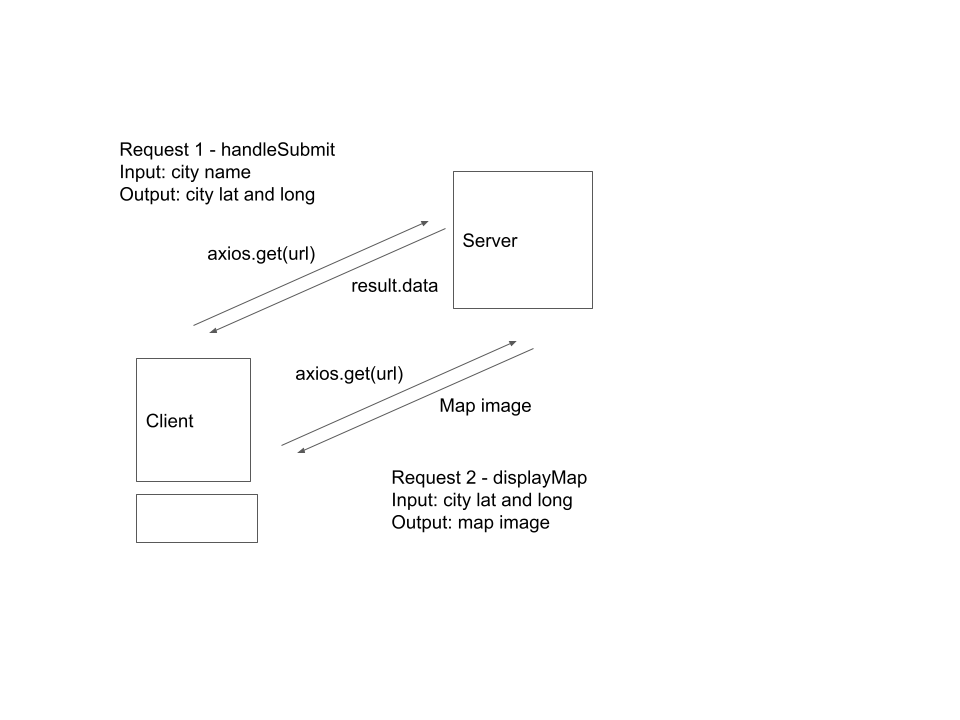 Request 1 - handleSubmit
Input: city name
Output: city lat and long
Server
axios.get(url)
result.data
axios.get(url)
Map image
Client
Request 2 - displayMap
Input: city lat and long
Output: map image